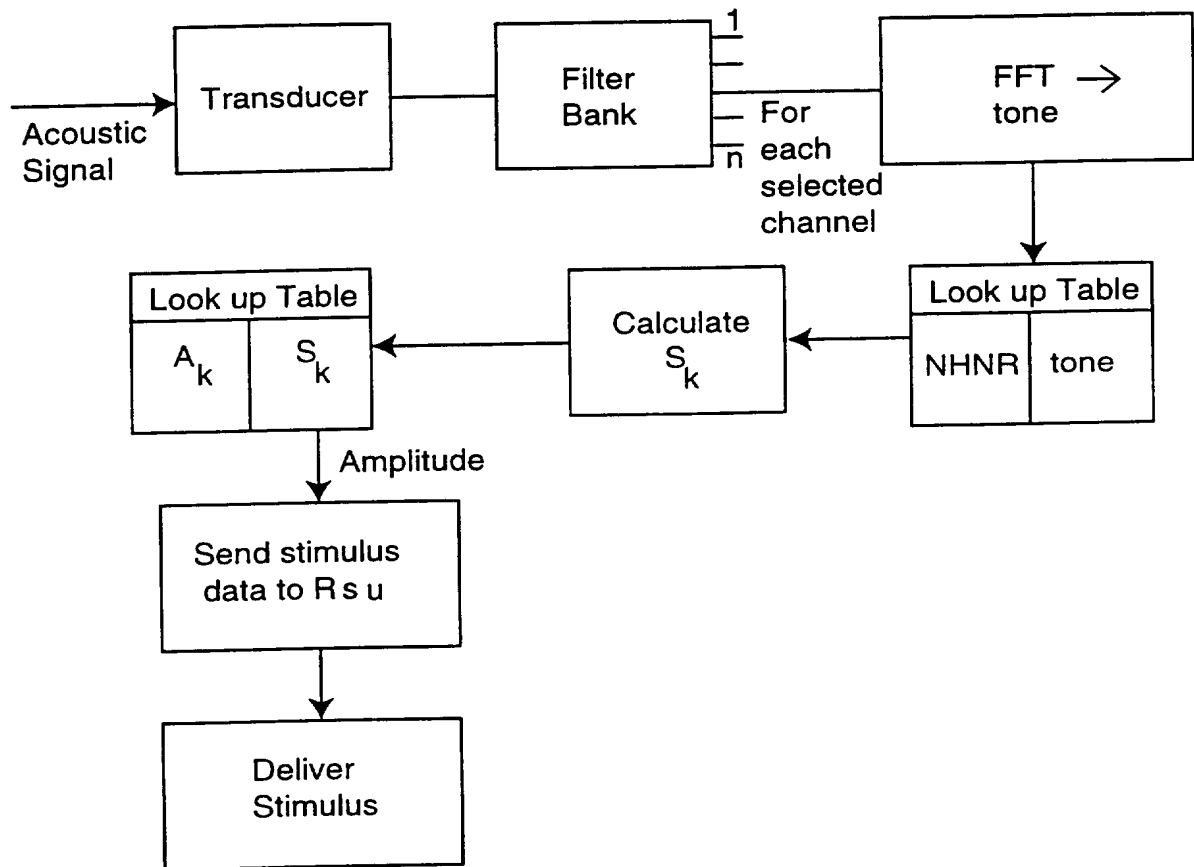 Acoustic
Signal
Transducer
Filter
Bank
1
n
For
each
selected
channel
FFT →
tone
Look up Table
NHNR
tone
Calculate
S
k
Look up Table
A
k
S
k
Amplitude
Send stimulus
data to R s u
Deliver
Stimulus